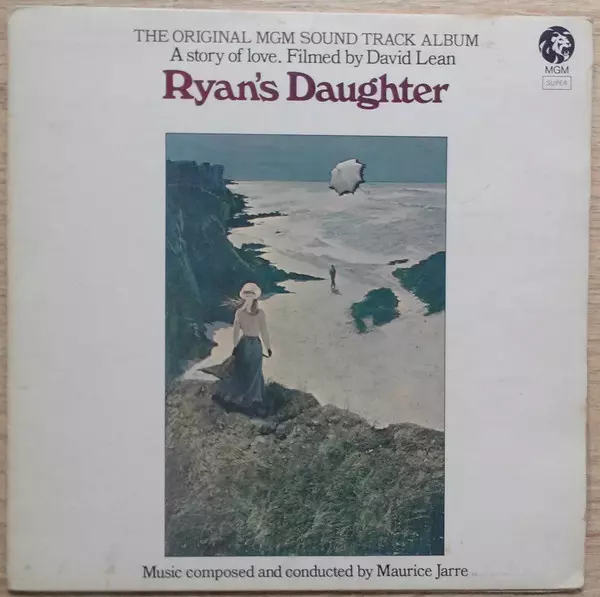 THE ORIGINAL MGM SOUND TRACK ALBUM
A story of love. Filmed by David Lean
Ryan's Daughter
MGM
SUPER
Music composed and conducted by Maurice Jarre